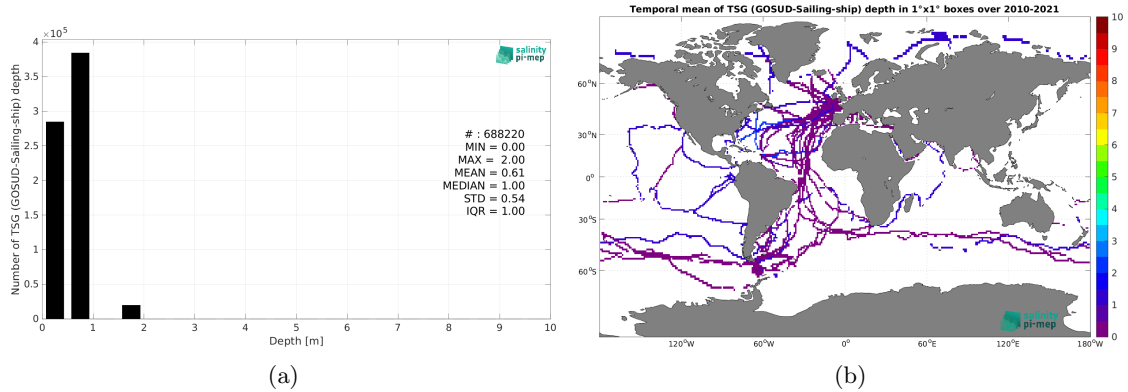 ×10⁵
4
3.5
3
2.5
2
1.5
1
0.5
0
Number of TSG (GOSUD-Sailing-ship) depth
0 1 2 3 4 5 6 7 8 9 10
Depth [m]
salinity
pi-mep
# : 688220
MIN = 0.00
MAX = 2.00
MEAN = 0.61
MEDIAN = 1.00
STD = 0.54
IQR = 1.00
(a)
Temporal mean of TSG (GOSUD-Sailing-ship) depth in 1°x1° boxes over 2010-2021
60°N
30°N
0°
30°S
60°S
120°W 60°W 0° 60°E 120°E 180°W
salinity
pi-mep
10
9
8
7
6
5
4
3
2
1
0
(b)